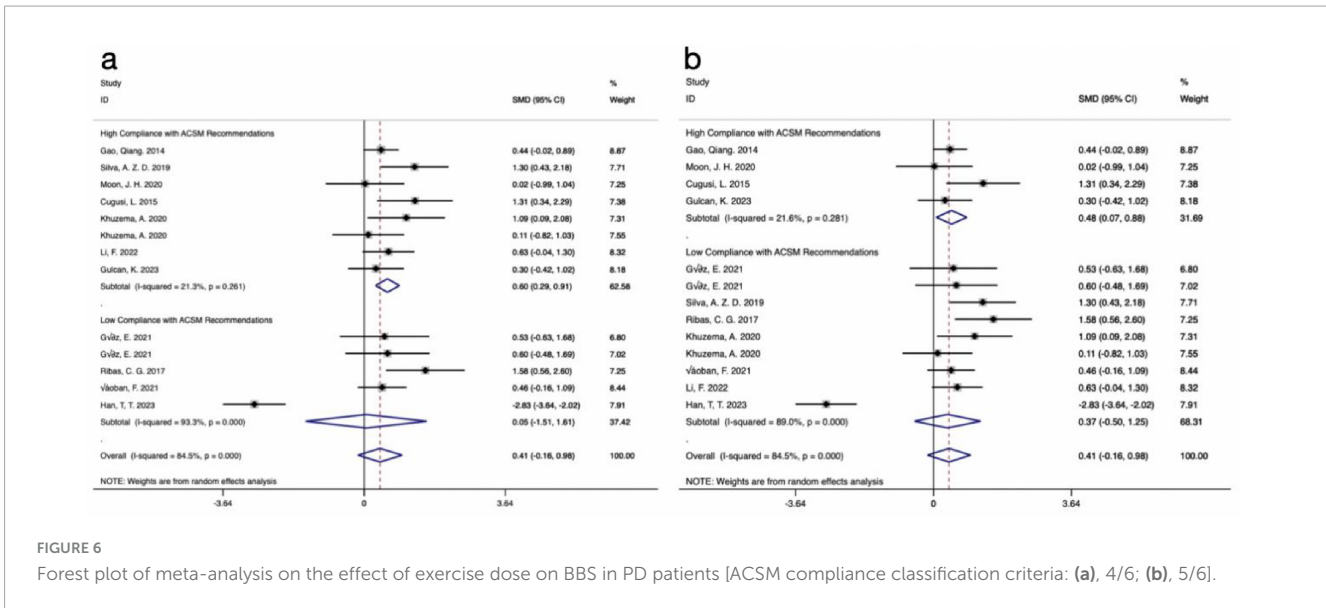 a
Study %
ID SMD (95% CI) Weight
High Compliance with ACSM Recommendations
Gao, Qiang. 2014 0.44 (-0.02, 0.89) 8.87
Silva, A. Z. D. 2019 1.30 (0.43, 2.18) 7.71
Moon, J. H. 2020 0.02 (-0.99, 1.04) 7.25
Cugusi, L. 2015 1.31 (0.34, 2.29) 7.38
Khuzema, A. 2020 1.09 (0.09, 2.08) 7.31
Khuzema, A. 2020 0.11 (-0.82, 1.03) 7.55
Li, F. 2022 0.63 (-0.04, 1.30) 8.32
Gulcan, K. 2023 0.30 (-0.42, 1.02) 8.18
Subtotal (I-squared = 21.3%, p = 0.261) 0.60 (0.29, 0.91) 62.58
.
Low Compliance with ACSM Recommendations
Gv∂z, E. 2021 0.53 (-0.63, 1.68) 6.80
Gv∂z, E. 2021 0.60 (-0.48, 1.69) 7.02
Ribas, C. G. 2017 1.58 (0.56, 2.60) 7.25
√áoban, F. 2021 0.46 (-0.16, 1.09) 8.44
Han, T, T. 2023 -2.83 (-3.64, -2.02) 7.91
Subtotal (I-squared = 93.3%, p = 0.000) 0.05 (-1.51, 1.61) 37.42
.
Overall (I-squared = 84.5%, p = 0.000) 0.41 (-0.16, 0.98) 100.00
NOTE: Weights are from random effects analysis
-3.64 0 3.64
b
Study %
ID SMD (95% CI) Weight
High Compliance with ACSM Recommendations
Gao, Qiang. 2014 0.44 (-0.02, 0.89) 8.87
Moon, J. H. 2020 0.02 (-0.99, 1.04) 7.25
Cugusi, L. 2015 1.31 (0.34, 2.29) 7.38
Gulcan, K. 2023 0.30 (-0.42, 1.02) 8.18
Subtotal (I-squared = 21.6%, p = 0.281) 0.48 (0.07, 0.88) 31.69
.
Low Compliance with ACSM Recommendations
Gv∂z, E. 2021 0.53 (-0.63, 1.68) 6.80
Gv∂z, E. 2021 0.60 (-0.48, 1.69) 7.02
Silva, A. Z. D. 2019 1.30 (0.43, 2.18) 7.71
Ribas, C. G. 2017 1.58 (0.56, 2.60) 7.25
Khuzema, A. 2020 1.09 (0.09, 2.08) 7.31
Khuzema, A. 2020 0.11 (-0.82, 1.03) 7.55
√áoban, F. 2021 0.46 (-0.16, 1.09) 8.44
Li, F. 2022 0.63 (-0.04, 1.30) 8.32
Han, T. T. 2023 -2.83 (-3.64, -2.02) 7.91
Subtotal (I-squared = 89.0%, p = 0.000) 0.37 (-0.50, 1.25) 68.31
.
Overall (I-squared = 84.5%, p = 0.000) 0.41 (-0.16, 0.98) 100.00
NOTE: Weights are from random effects analysis
-3.64 0 3.64
FIGURE 6
Forest plot of meta-analysis on the effect of exercise dose on BBS in PD patients [ACSM compliance classification criteria: (a), 4/6; (b), 5/6].